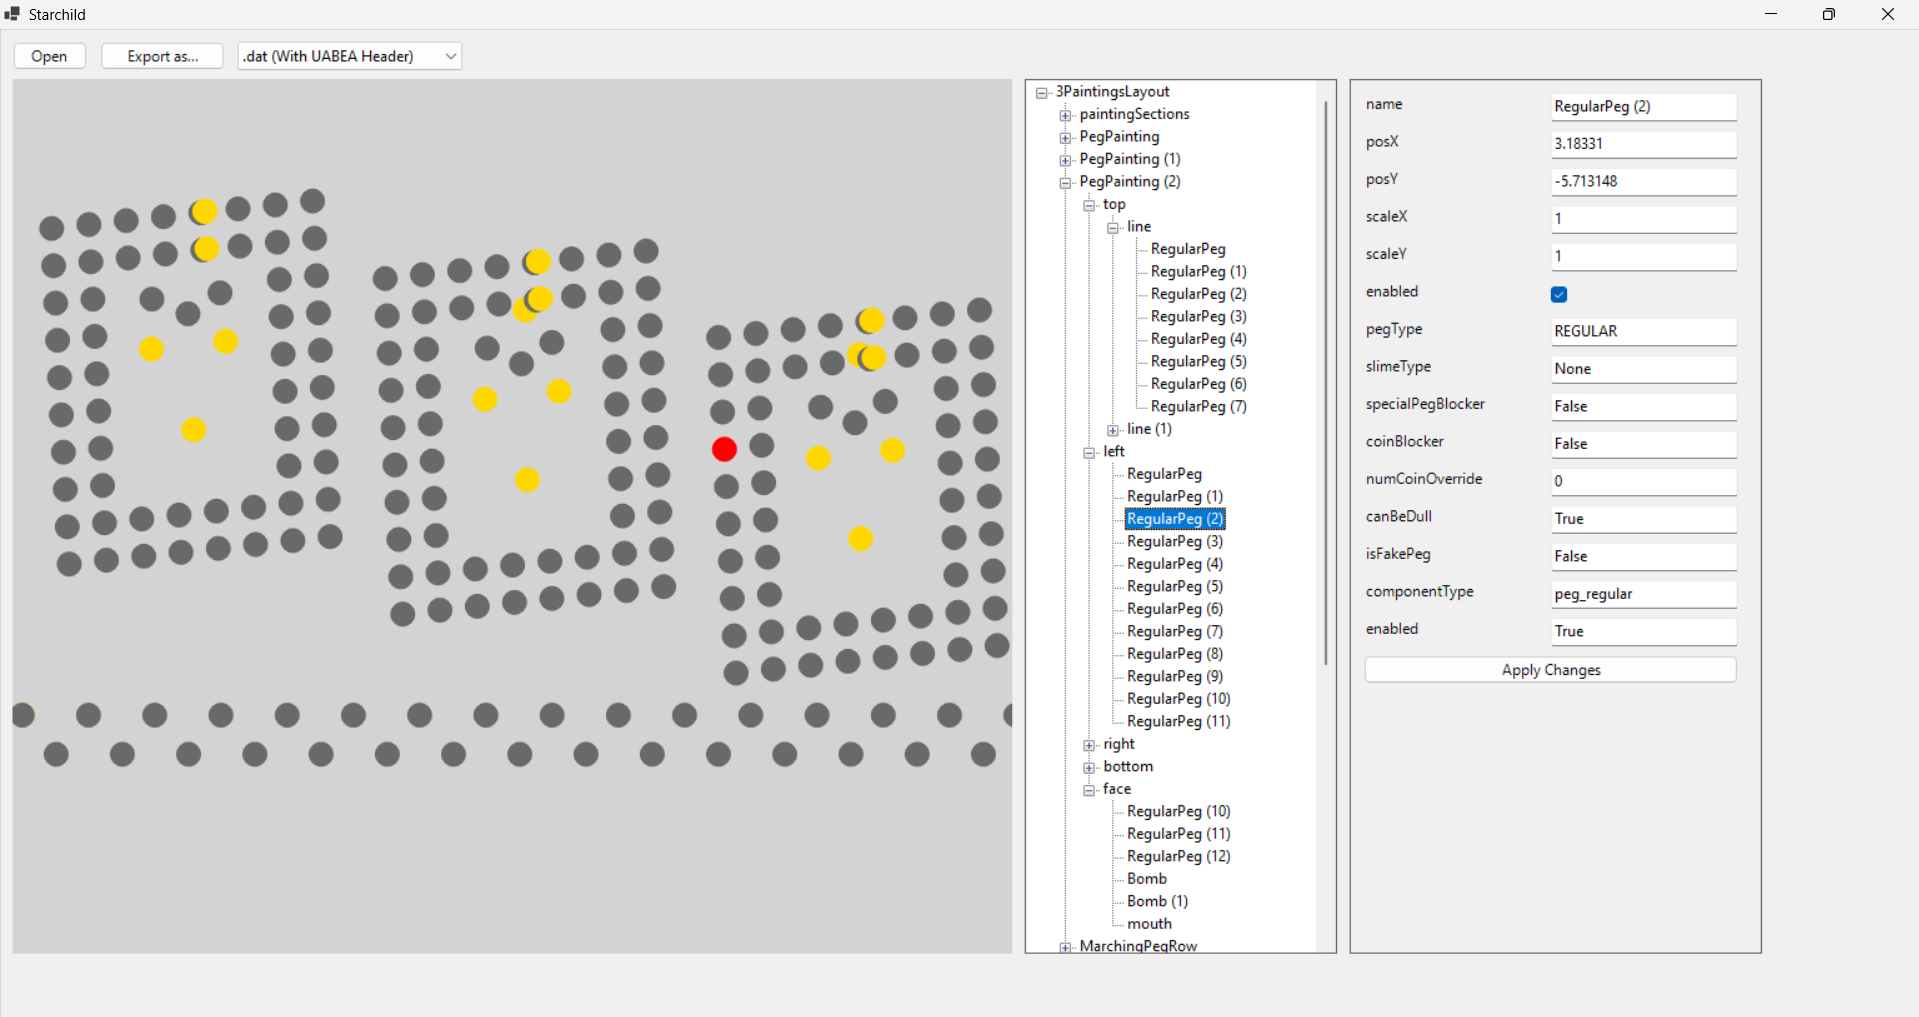 Starchild
Open
Export as...
.dat (With UABEA Header)
3PaintingsLayout
paintingSections
PegPainting
PegPainting (1)
PegPainting (2)
top
line
RegularPeg
RegularPeg (1)
RegularPeg (2)
RegularPeg (3)
RegularPeg (4)
RegularPeg (5)
RegularPeg (6)
RegularPeg (7)
line (1)
left
RegularPeg
RegularPeg (1)
RegularPeg (2)
RegularPeg (3)
RegularPeg (4)
RegularPeg (5)
RegularPeg (6)
RegularPeg (7)
RegularPeg (8)
RegularPeg (9)
RegularPeg (10)
RegularPeg (11)
right
bottom
face
RegularPeg (10)
RegularPeg (11)
RegularPeg (12)
Bomb
Bomb (1)
mouth
MarchingPegRow
name RegularPeg (2)
posX 3.18331
posY -5.713148
scaleX 1
scaleY 1
enabled
pegType REGULAR
slimeType None
specialPegBlocker False
coinBlocker False
numCoinOverride 0
canBeDull True
isFakePeg False
componentType peg_regular
enabled True
Apply Changes